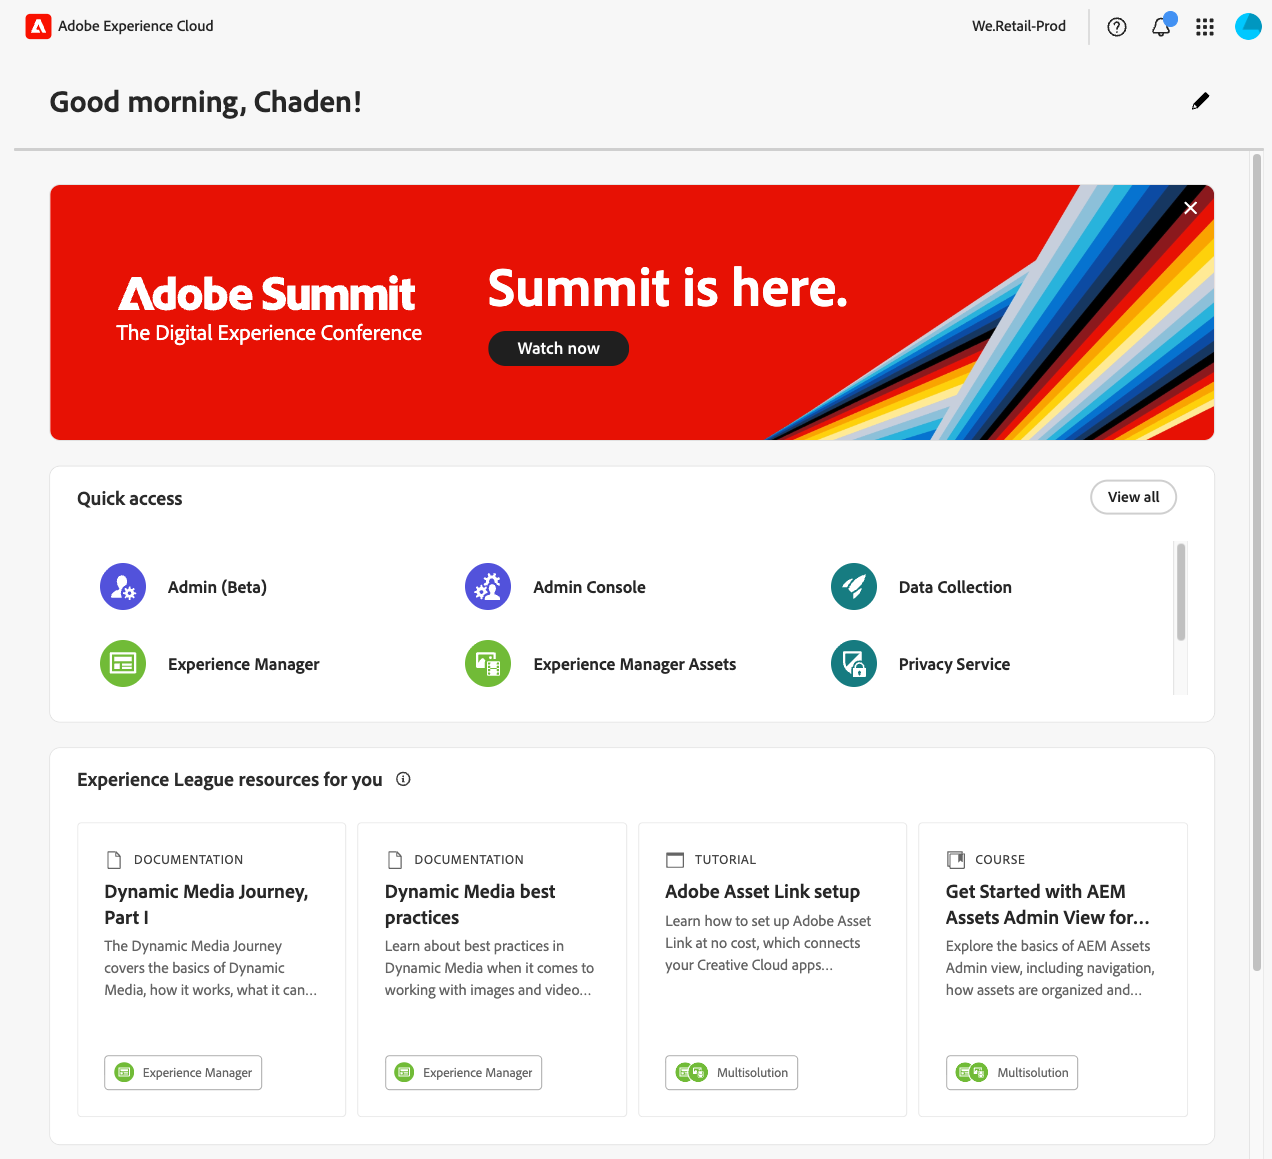 Adobe Experience Cloud
We.Retail-Prod
Good morning, Chaden!
Adobe Summit
The Digital Experience Conference
Summit is here.
Watch now
Quick access
View all
Admin (Beta)
Admin Console
Data Collection
Experience Manager
Experience Manager Assets
Privacy Service
Experience League resources for you
DOCUMENTATION
Dynamic Media Journey,
Part I
The Dynamic Media Journey
covers the basics of Dynamic
Media, how it works, what it can...
Experience Manager
DOCUMENTATION
Dynamic Media best
practices
Learn about best practices in
Dynamic Media when it comes to
working with images and video...
Experience Manager
TUTORIAL
Adobe Asset Link setup
Learn how to set up Adobe Asset
Link at no cost, which connects
your Creative Cloud apps...
Multisolution
COURSE
Get Started with AEM
Assets Admin View for...
Explore the basics of AEM Assets
Admin view, including navigation,
how assets are organized and...
Multisolution